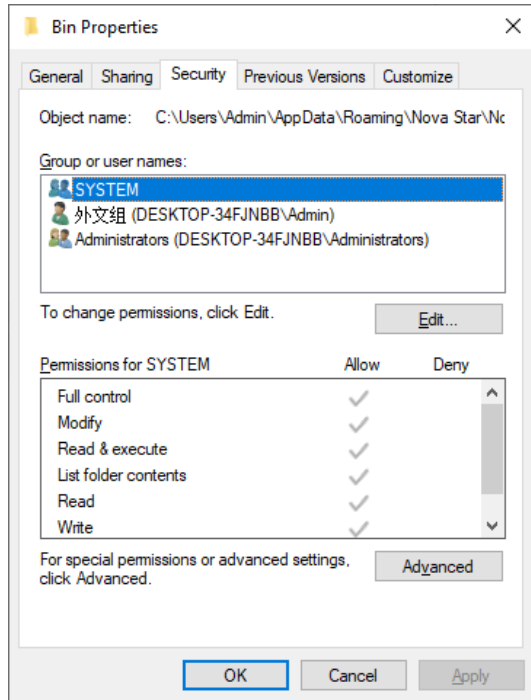 Bin Properties
General Sharing Security Previous Versions Customize
Object name: C:\Users\Admin\AppData\Roaming\Nova Star\Nc
Group or user names:
SYSTEM
外文组 (DESKTOP-34FJNBB\Admin)
Administrators (DESKTOP-34FJNBB\Administrators)
To change permissions, click Edit.
Edit...
Permissions for SYSTEM Allow Deny
Full control
Modify
Read & execute
List folder contents
Read
Write
For special permissions or advanced settings,
click Advanced.
Advanced
OK Cancel Apply